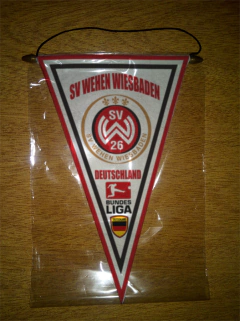 SV WEHEN WIESBADEN
SV
26
SV WEHEN WIESBADEN
DEUTSCHLAND
BUNDES
LIGA